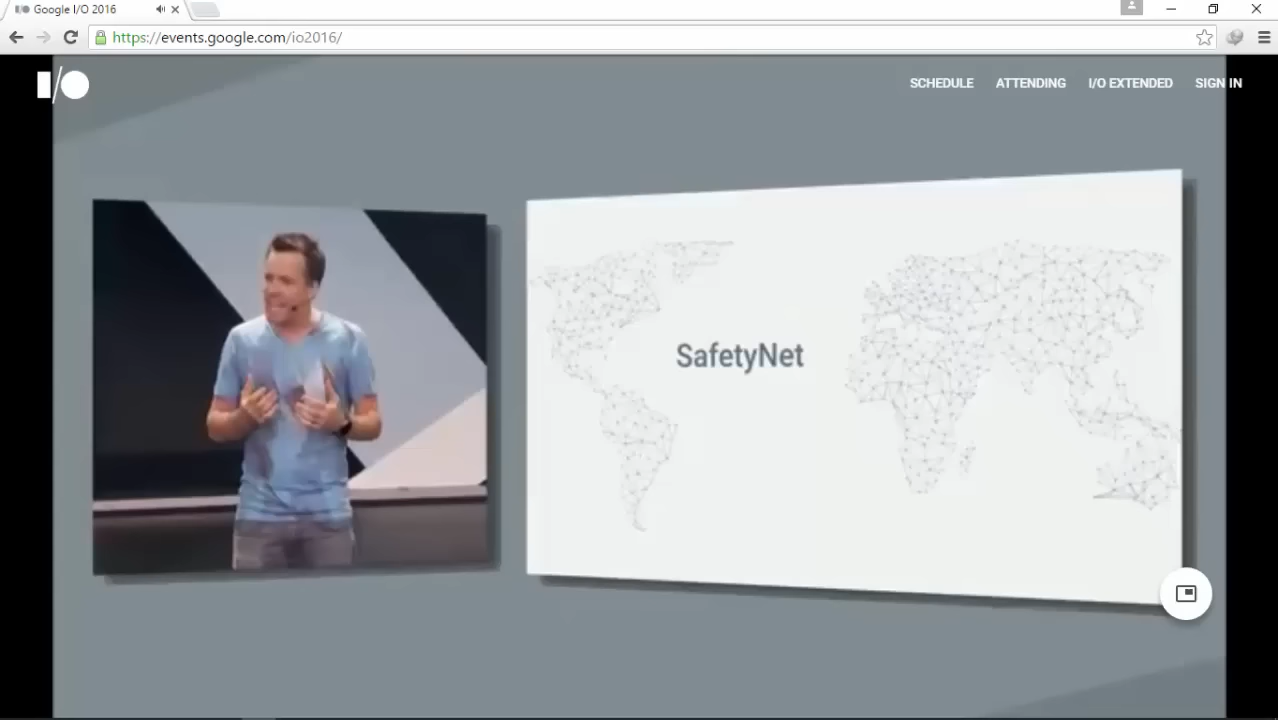 Google I/O 2016
https://events.google.com/io2016/
I/O
SCHEDULE ATTENDING I/O EXTENDED SIGN IN
SafetyNet